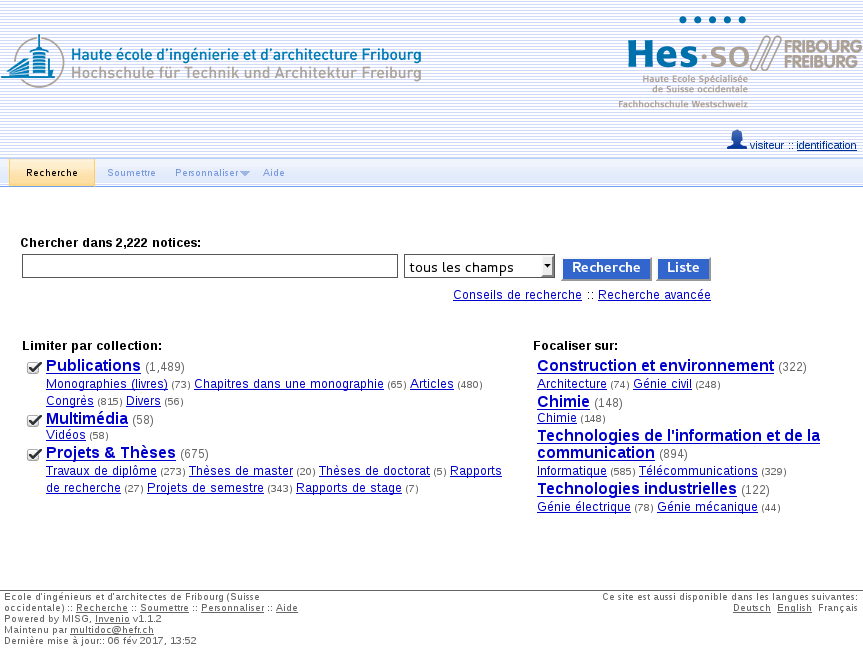 Haute école d'ingénierie et d'architecture Fribourg
Hochschule für Technik und Architektur Freiburg
Hes·so
FRIBOURG
FREIBURG
Haute Ecole Spécialisée
de Suisse occidentale
Fachhochschule Westschweiz
visiteur :: identification
Recherche Soumettre Personnaliser Aide
Chercher dans 2,222 notices:
tous les champs Recherche Liste
Conseils de recherche :: Recherche avancée
Limiter par collection:
Publications (1,489)
Monographies (livres) (73) Chapitres dans une monographie (65) Articles (480)
Congrès (815) Divers (56)
Multimédia (58)
Vidéos (58)
Projets & Thèses (675)
Travaux de diplôme (273) Thèses de master (20) Thèses de doctorat (5) Rapports
de recherche (27) Projets de semestre (343) Rapports de stage (7)
Focaliser sur:
Construction et environnement (322)
Architecture (74) Génie civil (248)
Chimie (148)
Chimie (148)
Technologies de l'information et de la
communication (894)
Informatique (585) Télécommunications (329)
Technologies industrielles (122)
Génie électrique (78) Génie mécanique (44)
Ecole d'ingénieurs et d'architectes de Fribourg (Suisse
occidentale) :: Recherche :: Soumettre :: Personnaliser :: Aide
Powered by MISG, Invenio v1.1.2
Maintenu par multidoc@hefr.ch
Dernière mise à jour:: 06 fév 2017, 13:52
Ce site est aussi disponible dans les langues suivantes:
Deutsch English Français